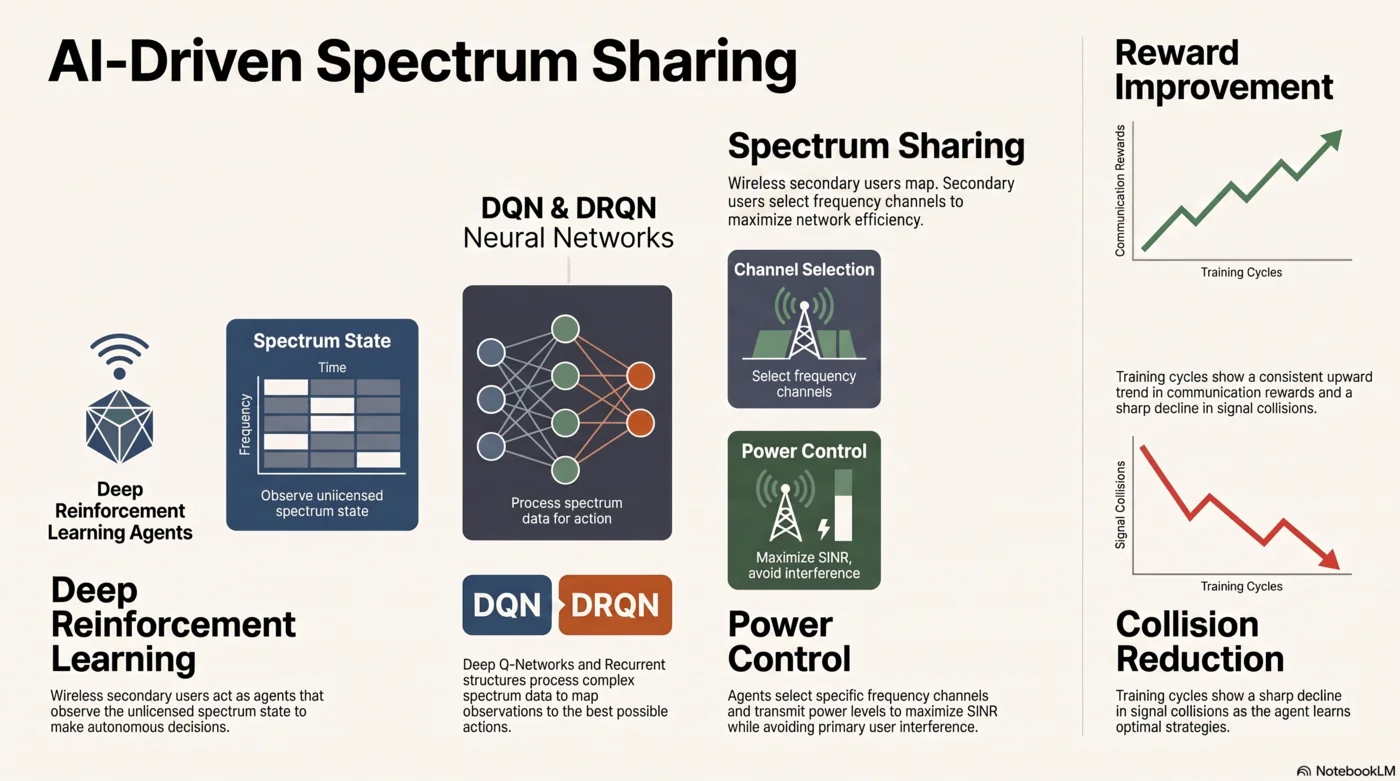 AI-Driven Spectrum Sharing
Deep
Reinforcement
Learning Agents
Spectrum State
Time
Frequency
Observe uniicensed
spectrum state
Deep
Reinforcement
Learning
Wireless secondary users act as agents that
observe the unlicensed spectrum state to
make autonomous decisions.
DQN & DRQN
Neural Networks
Process spectrum
data for action
DQN
DRQN
Deep Q-Networks and Recurrent
structures process complex
spectrum data to map
observations to the best possible
actions.
Spectrum Sharing
Wireless secondary users map. Secondary
users select frequency channels to
maximize network efficiency.
Channel Selection
Select frequency
channels
Power Control
Maximize SINR,
avoid interference
Power
Control
Agents select specific frequency channels
and transmit power levels to maximize SINR
while avoiding primary user interference.
Reward
Improvement
Communication Rewards
Training Cycles
Training cycles show a consistent upward
trend in communication rewards and a
sharp decline in signal collisions.
Signal Collisions
Training Cycles
Collision
Reduction
Training cycles show a sharp decline
in signal collisions as the agent learns
optimal strategies.
NotebookLM